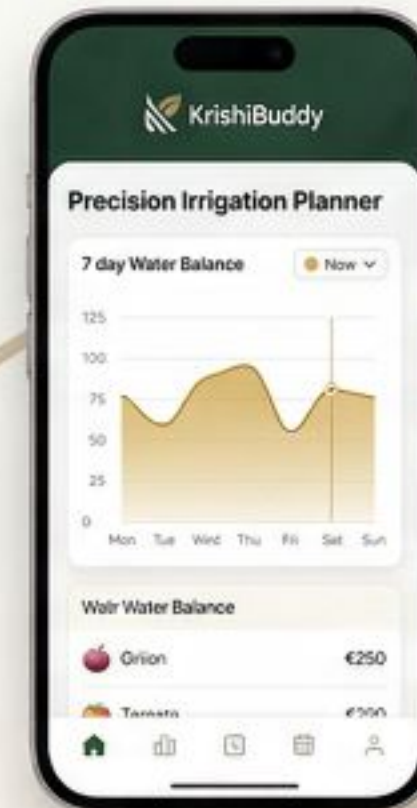 KrishiBuddy
Precision Irrigation Planner
7 day Water Balance
Now
125
100
75
50
25
0
Mon Tue Wed Thu Fri Sat Sun
Walr Water Balance
Griion €250